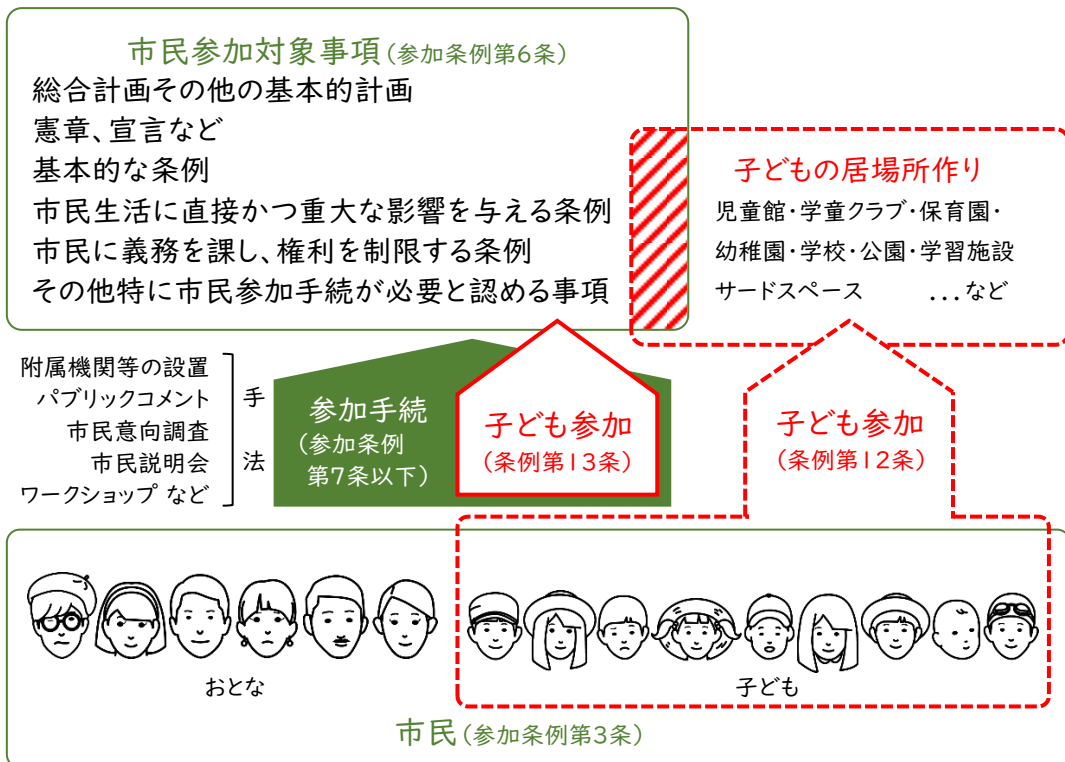 市民参加対象事項(参加条例第6条)
総合計画その他の基本的計画
憲章、宣言など
基本的な条例
市民生活に直接かつ重大な影響を与える条例
市民に義務を課し、権利を制限する条例
その他特に市民参加手続が必要と認める事項
子どもの居場所作り
児童館・学童クラブ・保育園・
幼稚園・学校・公園・学習施設
サードスペース ...など
附属機関等の設置
パブリックコメント
市民意向調査
市民説明会
ワークショップ など
手
法
参加手続
(参加条例
第7条以下)
子ども参加
(条例第13条)
子ども参加
(条例第12条)
おとな
子ども
市民(参加条例第3条)